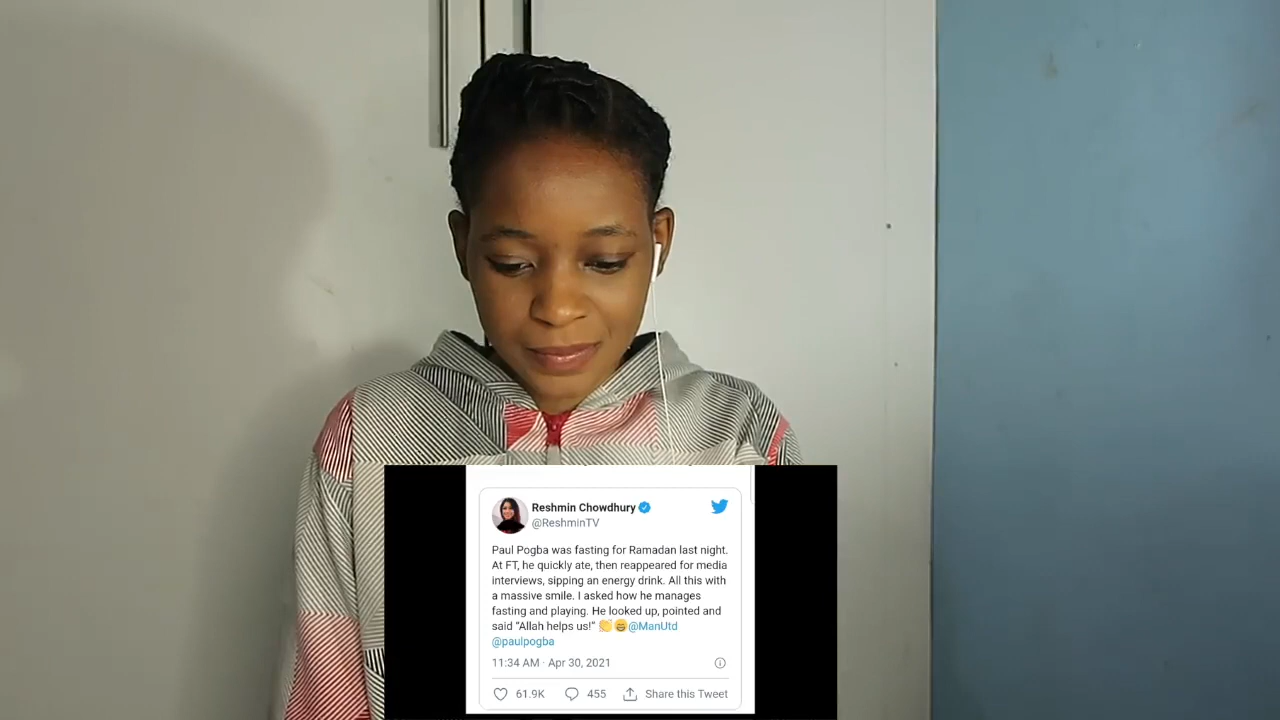 Reshmin Chowdhury
@ReshminTV
Paul Pogba was fasting for Ramadan last night.
At FT, he quickly ate, then reappeared for media
interviews, sipping an energy drink. All this with
a massive smile. I asked how he manages
fasting and playing. He looked up, pointed and
said “Allah helps us!” 👏😁@ManUtd
@paulpogba
11:34 AM · Apr 30, 2021
61.9K 455 Share this Tweet